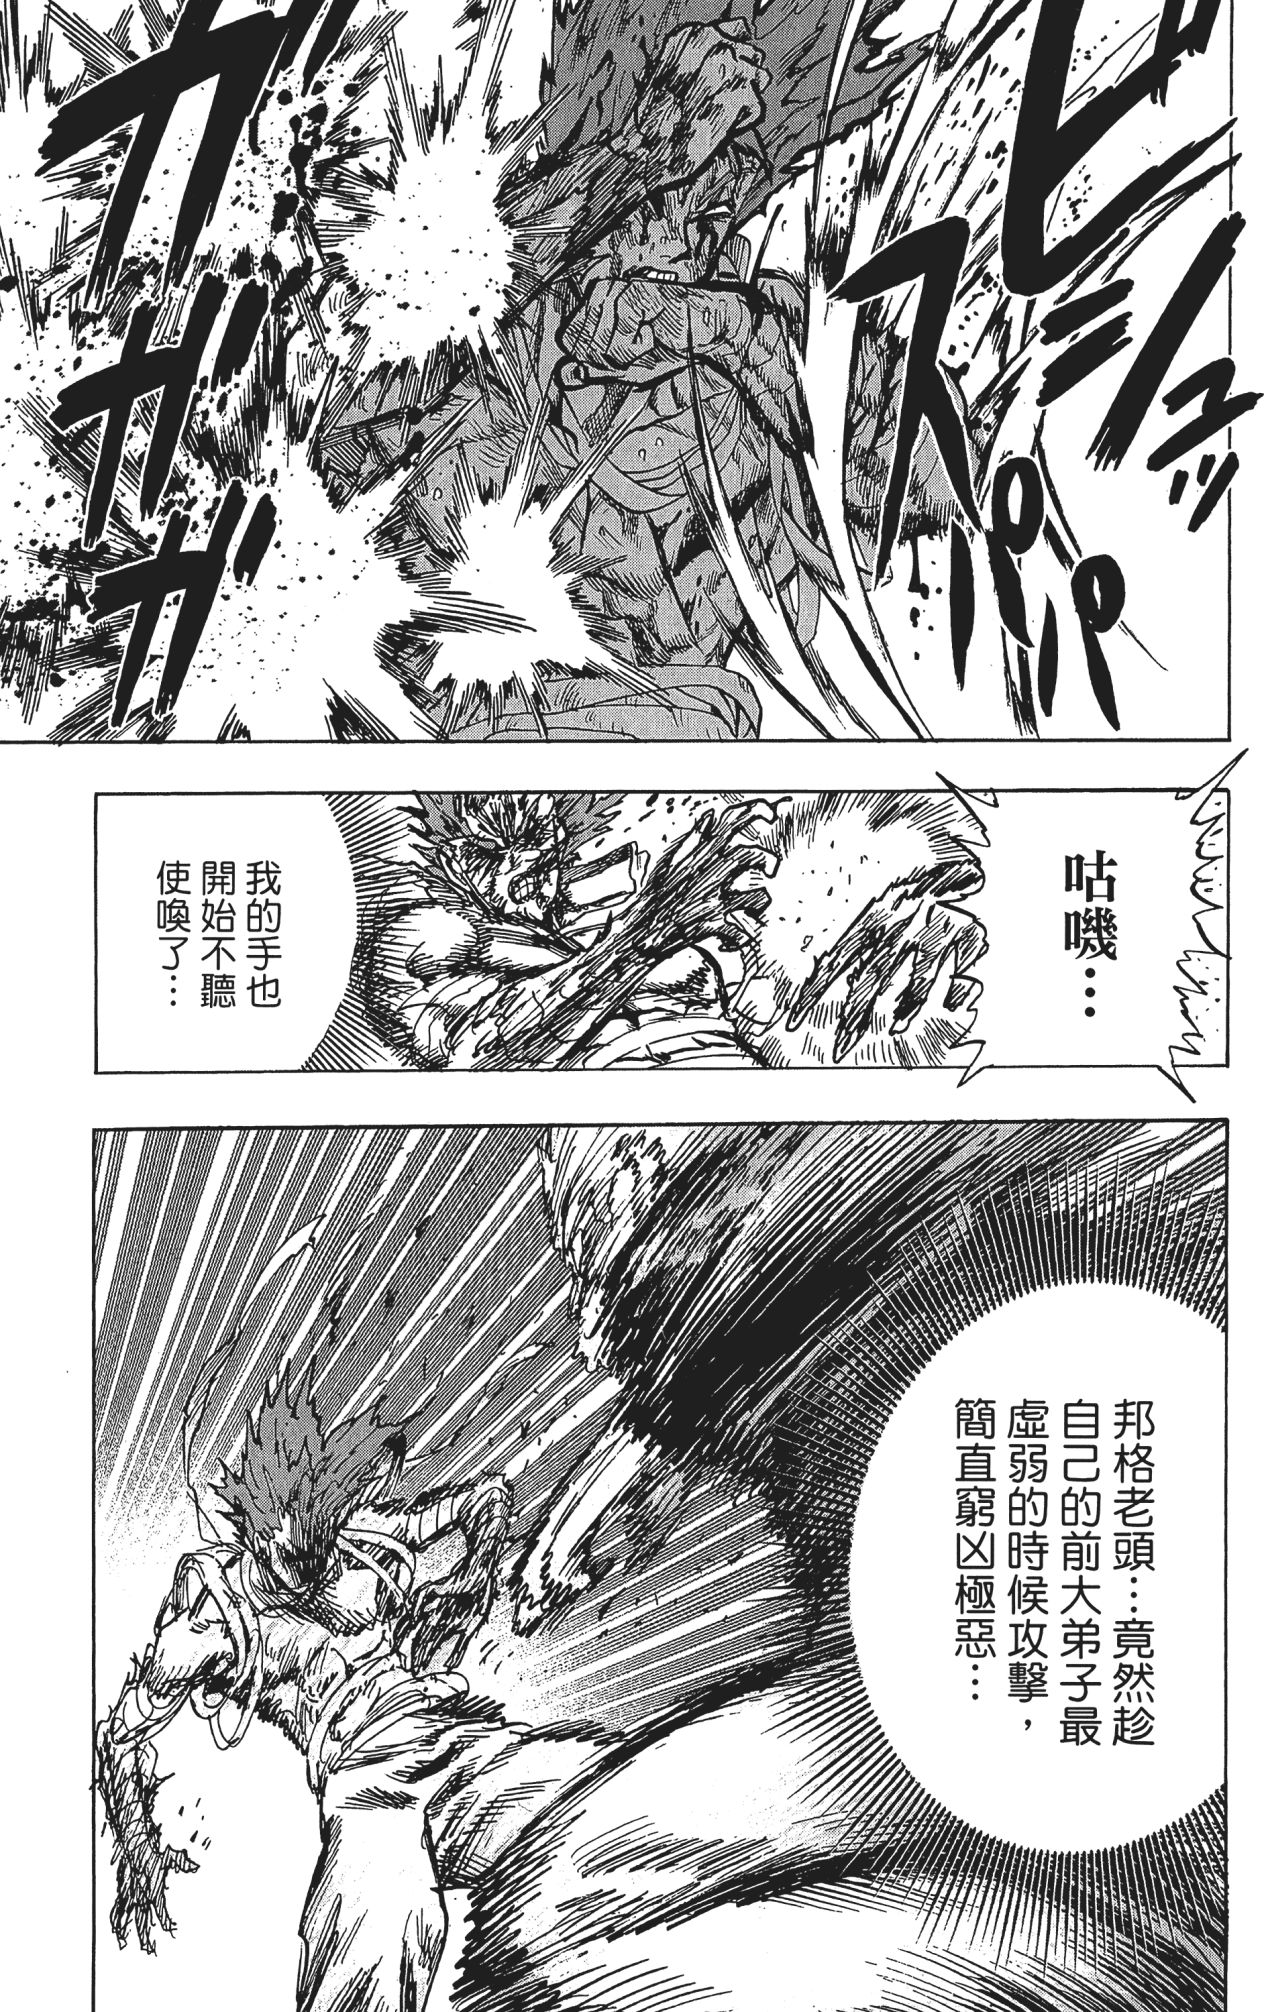 ビシュッ
スパパ
ガガガ
咕嘰…
我的手也
開始不聽
使喚了…
邦格老頭…竟然趁
自己的前大弟子最
虛弱的時候攻擊，
簡直窮凶極惡…